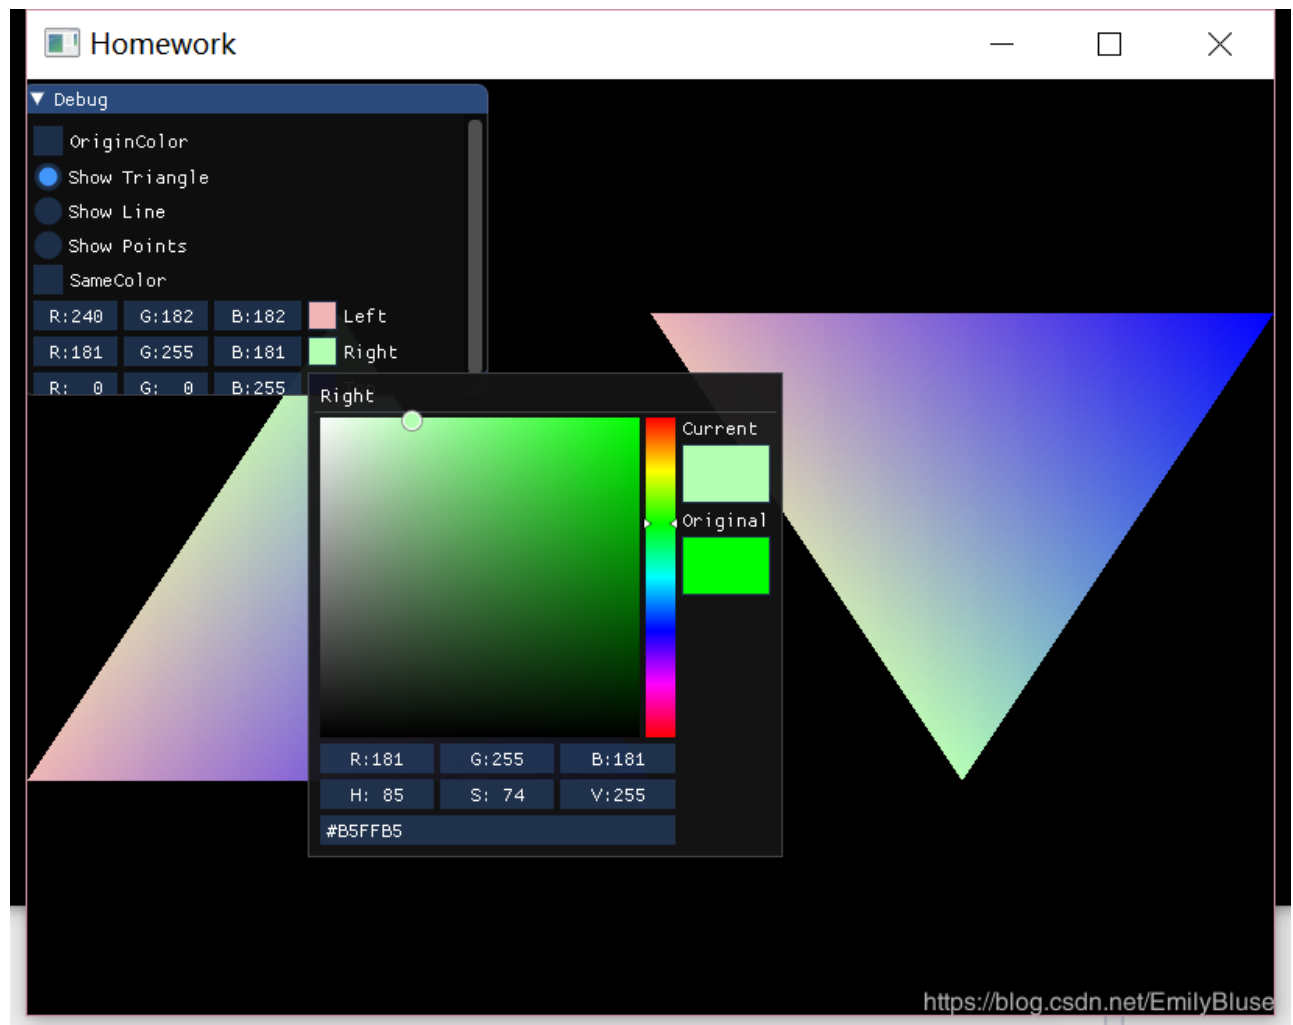 Homework
Debug
OriginColor
Show Triangle
Show Line
Show Points
SameColor
R:240 G:182 B:182 Left
R:181 G:255 B:181 Right
R: 0 G: 0 B:255
Right
Current
Original
R:181 G:255 B:181
H: 85 S: 74 V:255
#B5FFB5
https://blog.csdn.net/EmilyBluse